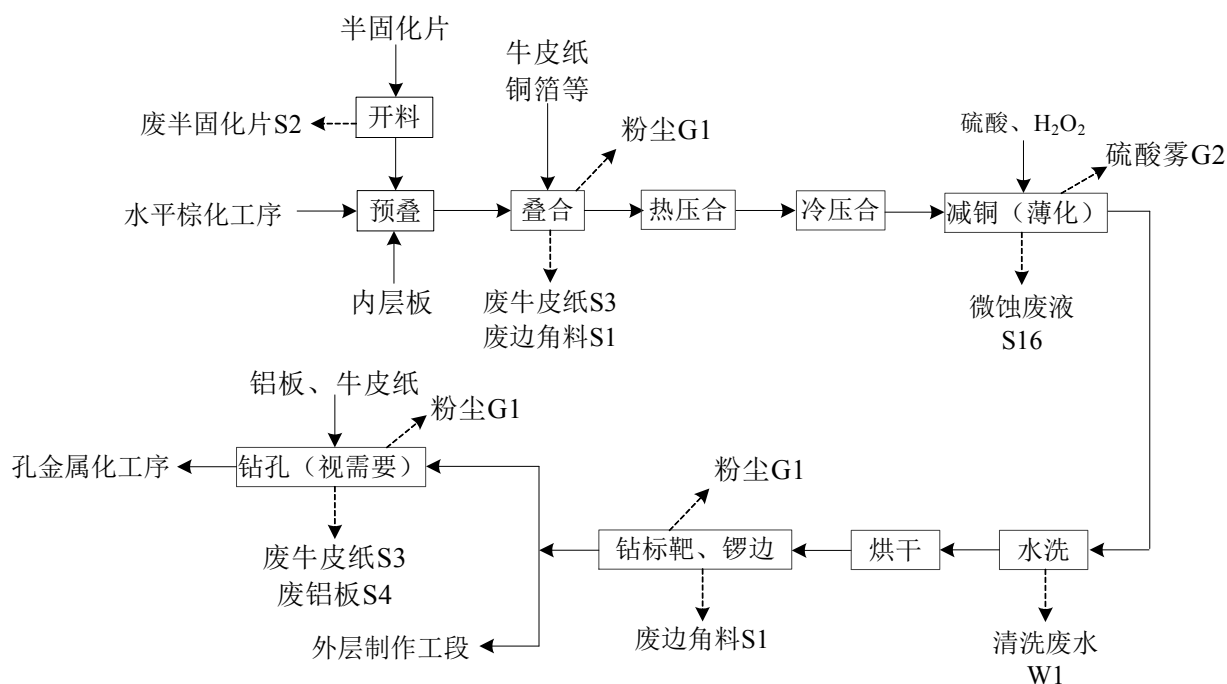 半固化片
牛皮纸
铜箔等
废半固化片S2
开料
粉尘G1
硫酸、H₂O₂
硫酸雾G2
水平棕化工序
预叠
叠合
热压合
冷压合
减铜（薄化）
内层板
废牛皮纸S3
废边角料S1
微蚀废液
S16
铝板、牛皮纸
粉尘G1
孔金属化工序
钻孔（视需要）
粉尘G1
废牛皮纸S3
废铝板S4
钻标靶、锣边
烘干
水洗
外层制作工段
废边角料S1
清洗废水
W1